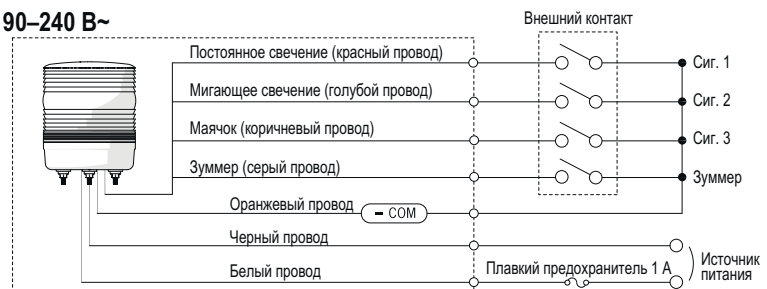 90–240 В~
Внешний контакт
Постоянное свечение (красный провод)
Сиг. 1
Мигающее свечение (голубой провод)
Сиг. 2
Маячок (коричневый провод)
Сиг. 3
Зуммер (серый провод)
Зуммер
Оранжевый провод
− COM
Черный провод
Белый провод
Плавкий предохранитель 1 А
Источник
питания